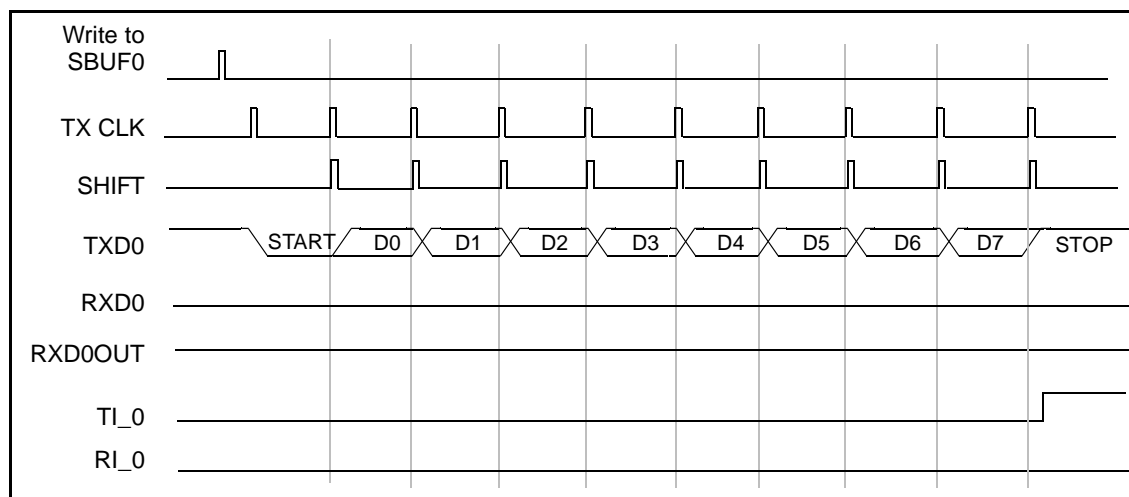 Write to
SBUF0
TX CLK
SHIFT
TXD0
START D0 D1 D2 D3 D4 D5 D6 D7 STOP
RXD0
RXD0OUT
TI_0
RI_0